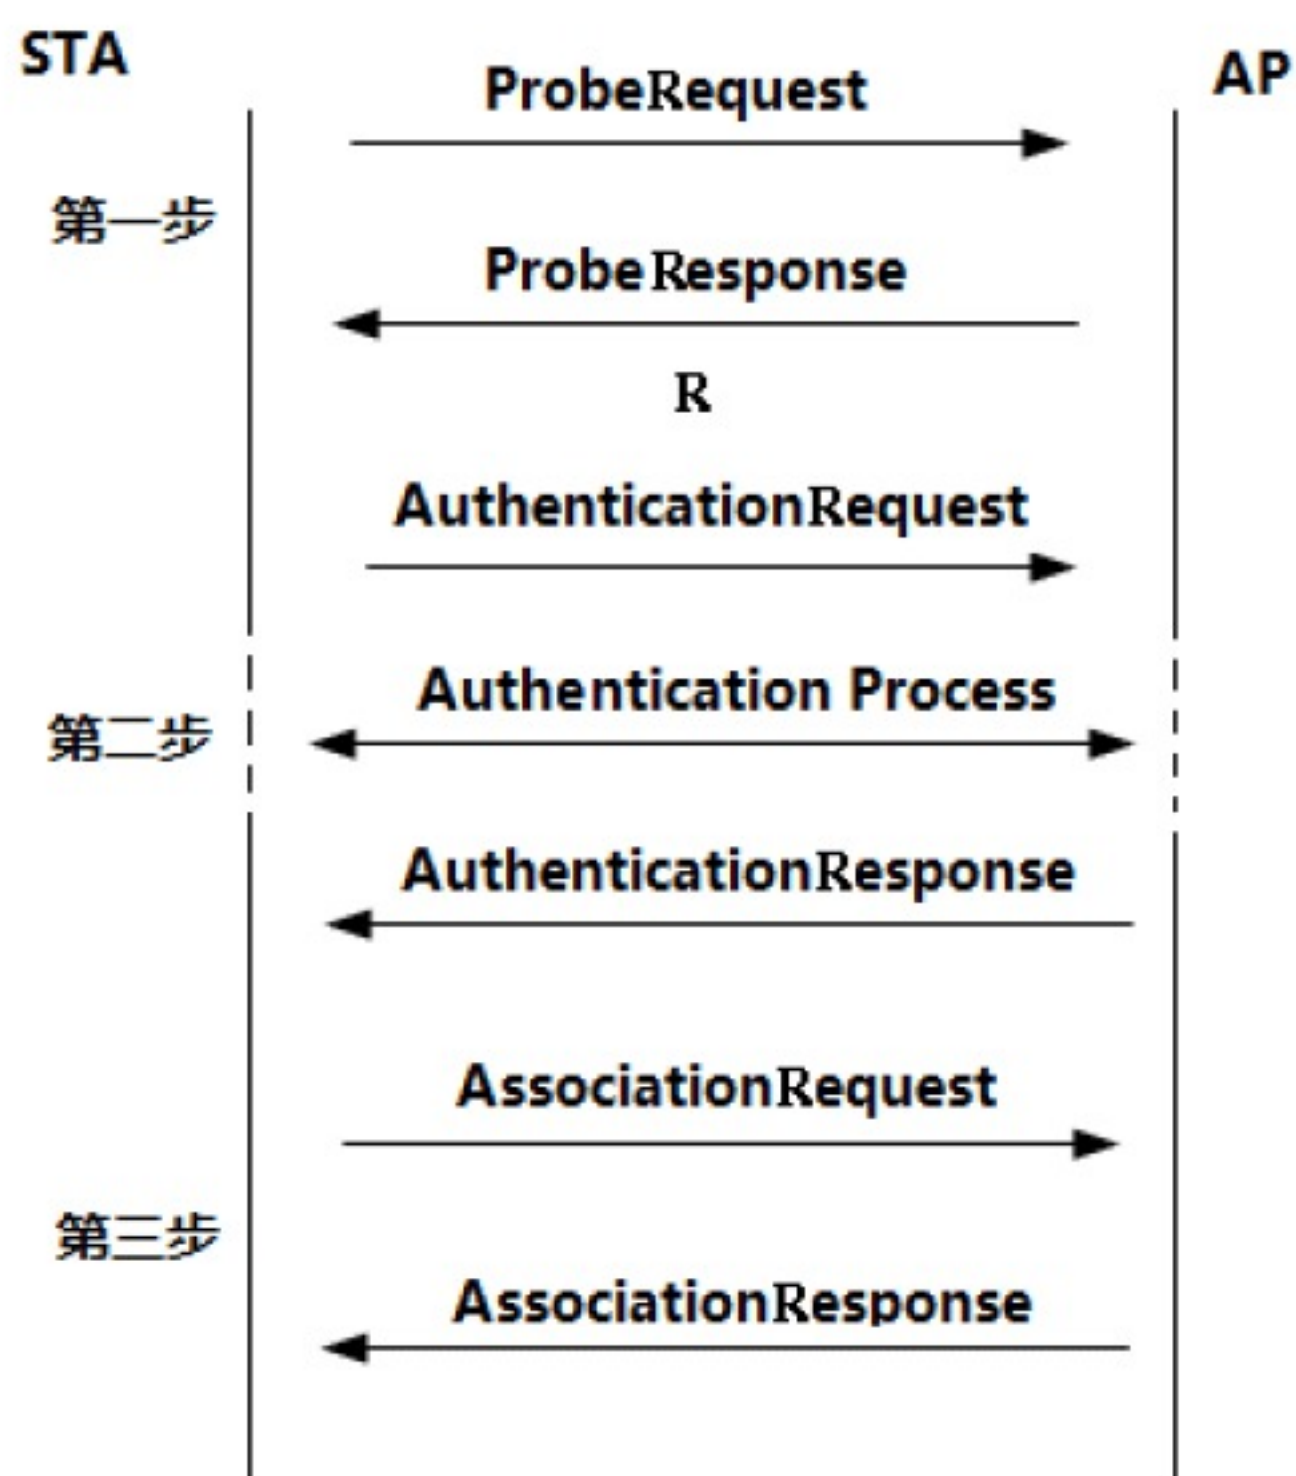 STA
AP
ProbeRequest
第一步
ProbeResponse
R
AuthenticationRequest
Authentication Process
第二步
AuthenticationResponse
AssociationRequest
第三步
AssociationResponse